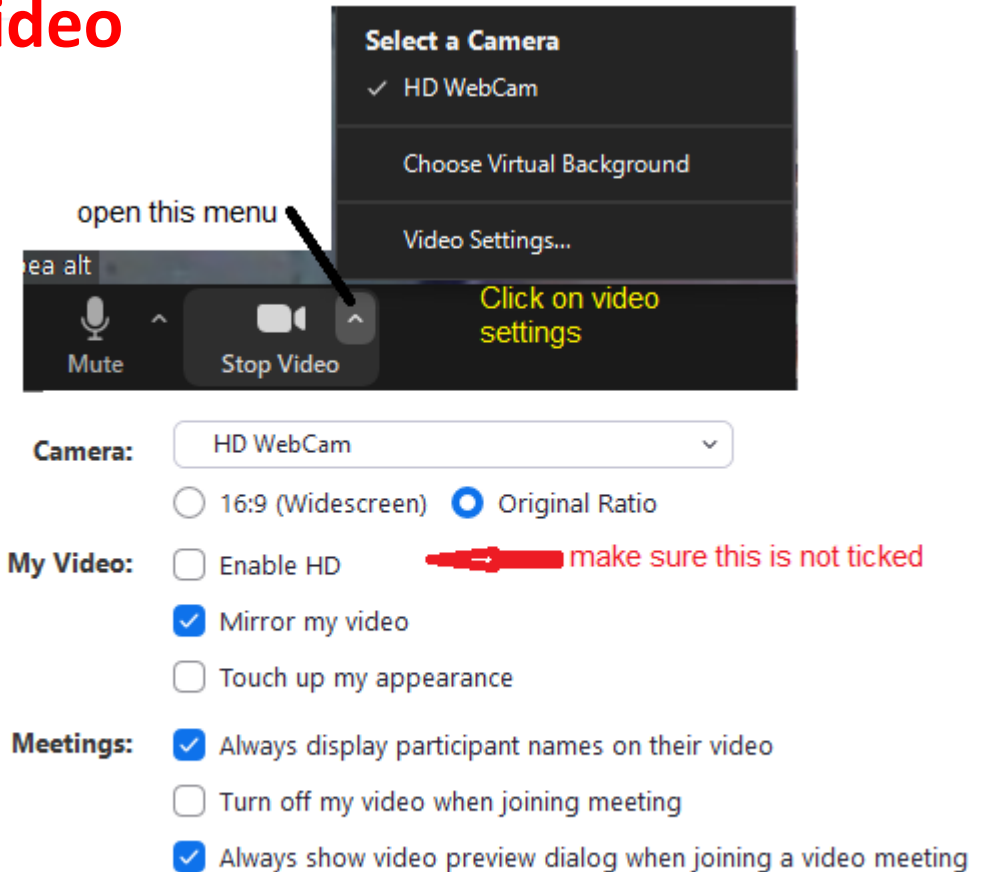 ideo
Select a Camera
HD WebCam
Choose Virtual Background
open this menu
Video Settings...
ea alt
Click on video
settings
Mute
Stop Video
Camera:
HD WebCam
16:9 (Widescreen) Original Ratio
My Video:
Enable HD
make sure this is not ticked
Mirror my video
Touch up my appearance
Meetings:
Always display participant names on their video
Turn off my video when joining meeting
Always show video preview dialog when joining a video meeting